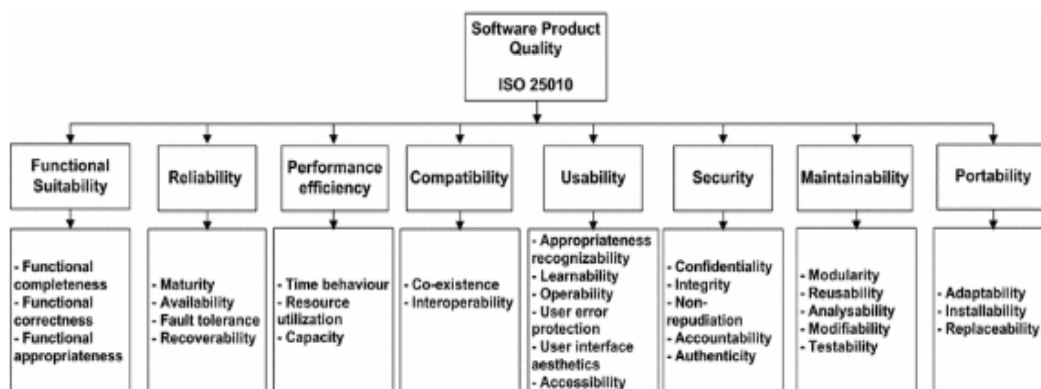 Software Product
Quality
ISO 25010
Functional
Suitability
Reliability
Performance
efficiency
Compatibility
Usability
Security
Maintainability
Portability
- Functional
completeness
- Functional
correctness
- Functional
appropriateness
- Maturity
- Availability
- Fault tolerance
- Recoverability
- Time behaviour
- Resource
utilization
- Capacity
- Co-existence
- Interoperability
- Appropriateness
recognizability
- Learnability
- Operability
- User error
protection
- User interface
aesthetics
- Accessibility
- Confidentiality
- Integrity
- Non-
repudiation
- Accountability
- Authenticity
- Modularity
- Reusability
- Analysability
- Modifiability
- Testability
- Adaptability
- Installability
- Replaceability